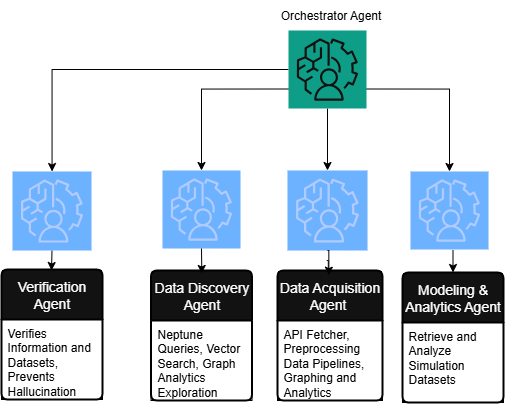 Orchestrator Agent
Verification
Agent
Verifies
Information and
Datasets,
Prevents
Hallucination
Data Discovery
Agent
Neptune
Queries, Vector
Search, Graph
Analytics
Exploration
Data Acquisition
Agent
API Fetcher,
Preprocessing
Data Pipelines,
Graphing and
Analytics
Modeling &
Analytics Agent
Retrieve and
Analyze
Simulation
Datasets